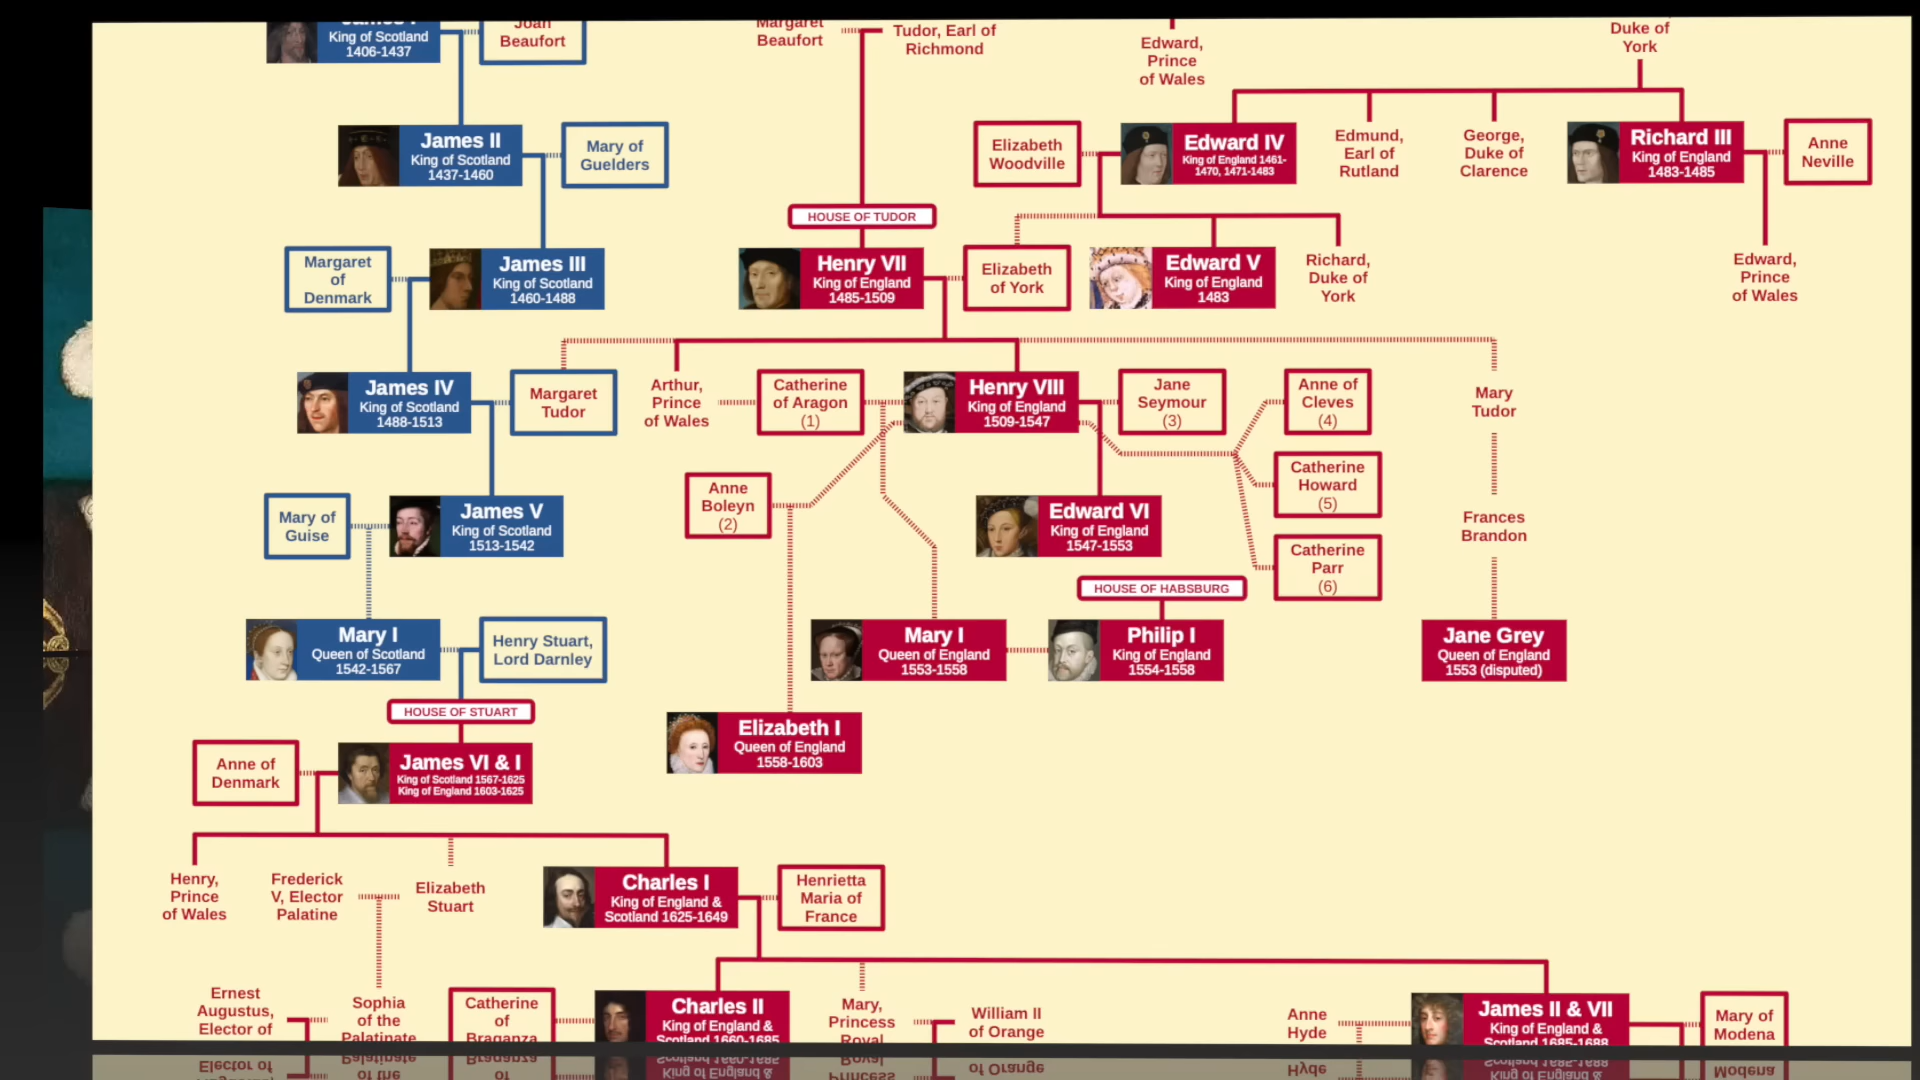 James I
King of Scotland
1406-1437
Joan
Beaufort
Margaret
Beaufort
Tudor, Earl of
Richmond
Edward,
Prince
of Wales
Duke of
York
James II
King of Scotland
1437-1460
Mary of
Guelders
Elizabeth
Woodville
Edward IV
King of England 1461-
1470, 1471-1483
Edmund,
Earl of
Rutland
George,
Duke of
Clarence
Richard III
King of England
1483-1485
Anne
Neville
HOUSE OF TUDOR
Margaret
of
Denmark
James III
King of Scotland
1460-1488
Henry VII
King of England
1485-1509
Elizabeth
of York
Edward V
King of England
1483
Richard,
Duke of
York
Edward,
Prince
of Wales
James IV
King of Scotland
1488-1513
Margaret
Tudor
Arthur,
Prince
of Wales
Catherine
of Aragon
(1)
Henry VIII
King of England
1509-1547
Jane
Seymour
(3)
Anne of
Cleves
(4)
Mary
Tudor
Catherine
Howard
(5)
Anne
Boleyn
(2)
Mary of
Guise
James V
King of Scotland
1513-1542
Edward VI
King of England
1547-1553
Frances
Brandon
Catherine
Parr
(6)
HOUSE OF HABSBURG
Mary I
Queen of Scotland
1542-1567
Henry Stuart,
Lord Darnley
Mary I
Queen of England
1553-1558
Philip I
King of England
1554-1558
Jane Grey
Queen of England
1553 (disputed)
HOUSE OF STUART
Elizabeth I
Queen of England
1558-1603
Anne of
Denmark
James VI & I
King of Scotland 1567-1625
King of England 1603-1625
Henry,
Prince
of Wales
Frederick
V, Elector
Palatine
Elizabeth
Stuart
Charles I
King of England &
Scotland 1625-1649
Henrietta
Maria of
France
Ernest
Augustus,
Elector of
Sophia
of the
Palatinate
Catherine
of
Braganza
Charles II
King of England &
Scotland 1660-1685
Mary,
Princess
Royal
William II
of Orange
Anne
Hyde
James II & VII
King of England &
Scotland 1685-1688
Mary of
Modena